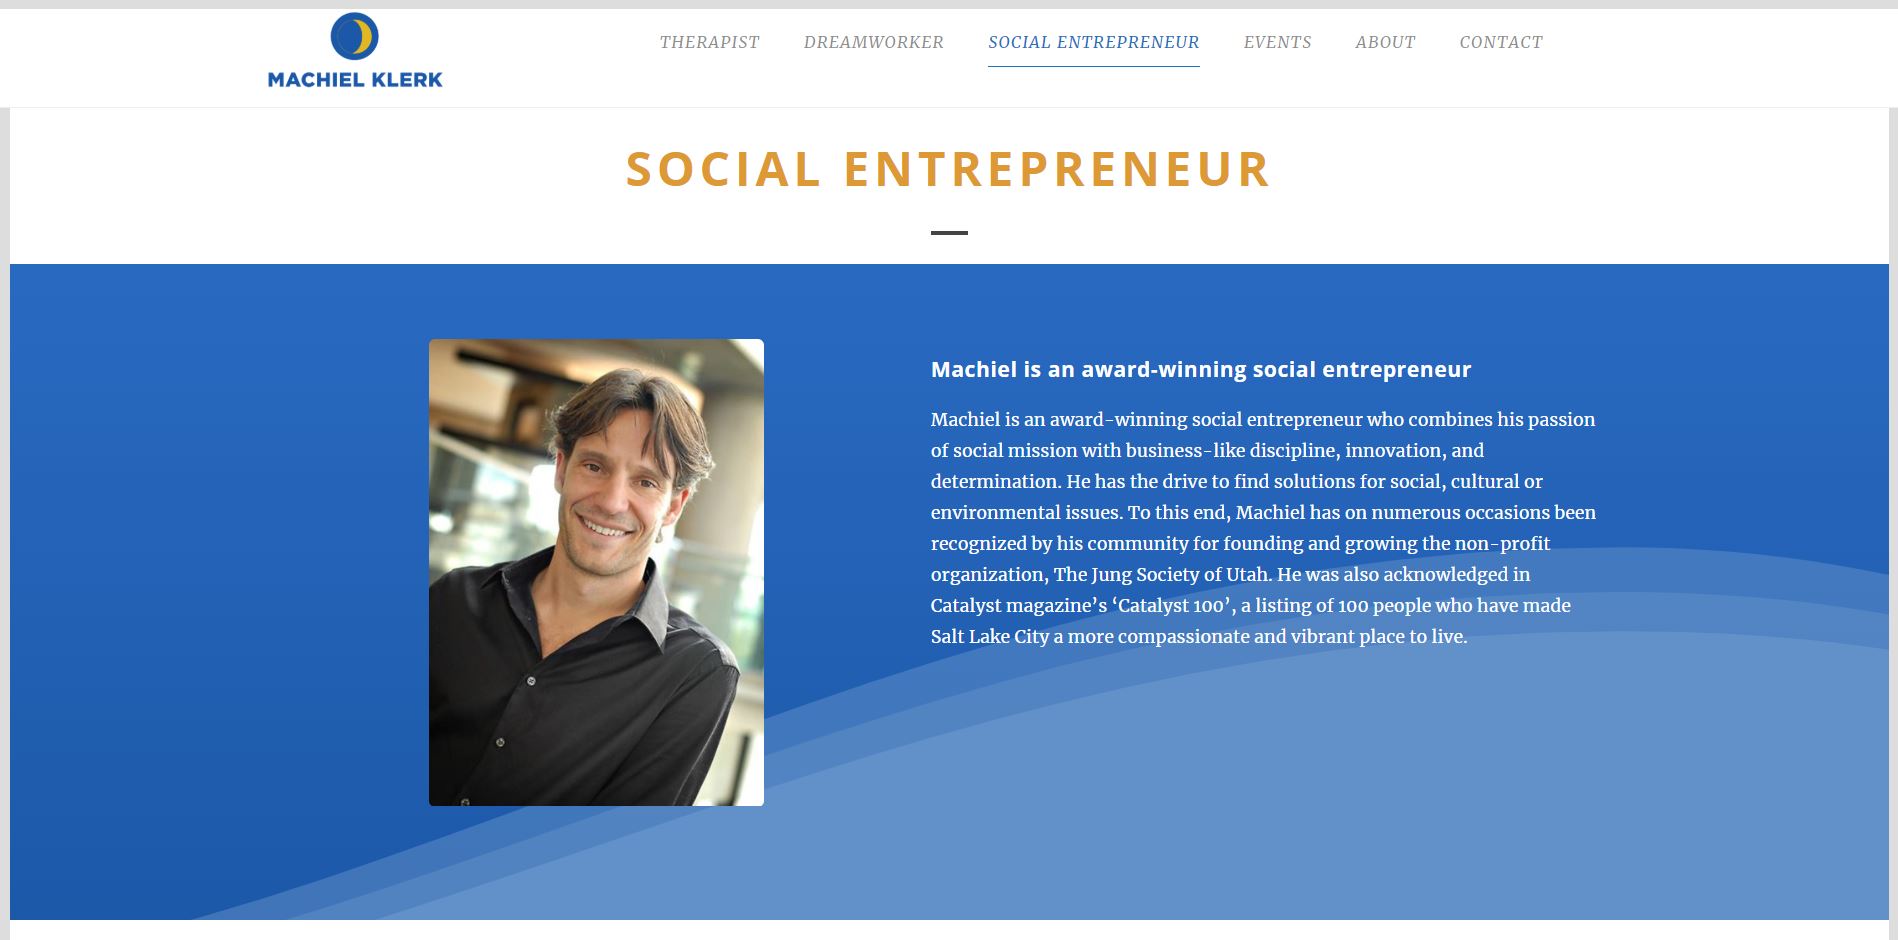 MACHIEL KLERK
THERAPIST
DREAMWORKER
SOCIAL ENTREPRENEUR
EVENTS
ABOUT
CONTACT
SOCIAL ENTREPRENEUR
Machiel is an award-winning social entrepreneur
Machiel is an award-winning social entrepreneur who combines his passion
of social mission with business-like discipline, innovation, and
determination. He has the drive to find solutions for social, cultural or
environmental issues. To this end, Machiel has on numerous occasions been
recognized by his community for founding and growing the non-profit
organization, The Jung Society of Utah. He was also acknowledged in
Catalyst magazine’s ‘Catalyst 100’, a listing of 100 people who have made
Salt Lake City a more compassionate and vibrant place to live.